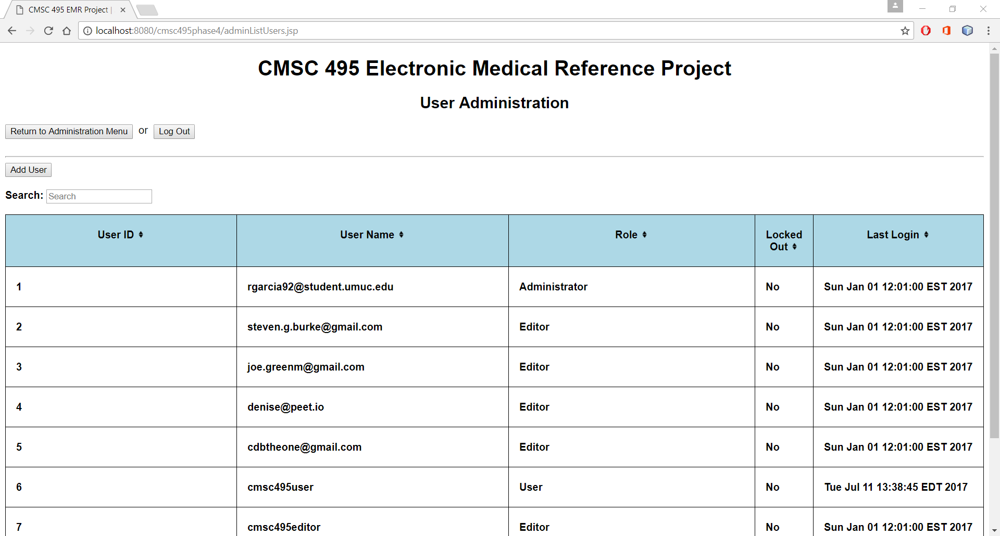 CMSC 495 EMR Project |
localhost:8080/cmsc495phase4/adminListUsers.jsp
CMSC 495 Electronic Medical Reference Project
User Administration
Return to Administration Menu or Log Out
Add User
Search: Search
User ID User Name Role Locked Out Last Login
1 rgarcia92@student.umuc.edu Administrator No Sun Jan 01 12:01:00 EST 2017
2 steven.g.burke@gmail.com Editor No Sun Jan 01 12:01:00 EST 2017
3 joe.greenm@gmail.com Editor No Sun Jan 01 12:01:00 EST 2017
4 denise@peet.io Editor No Sun Jan 01 12:01:00 EST 2017
5 cdbtheone@gmail.com Editor No Sun Jan 01 12:01:00 EST 2017
6 cmsc495user User No Tue Jul 11 13:38:45 EDT 2017
7 cmsc495editor Editor No Sun Jan 01 12:01:00 EST 2017